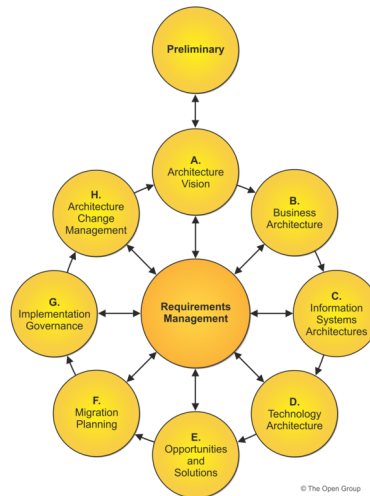 Preliminary
A.
Architecture
Vision
B.
Business
Architecture
C.
Information
Systems
Architectures
D.
Technology
Architecture
E.
Opportunities
and
Solutions
F.
Migration
Planning
G.
Implementation
Governance
H.
Architecture
Change
Management
Requirements
Management
© The Open Group